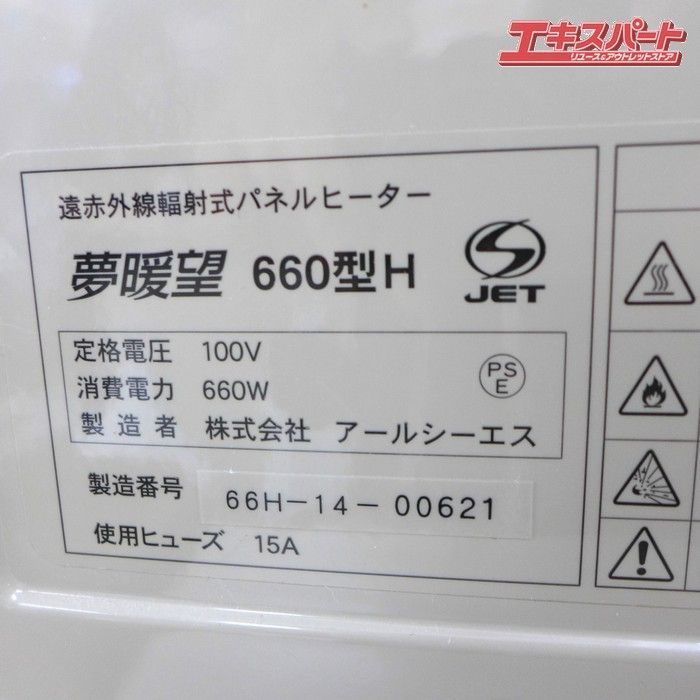 エキスパート
リユース&アウトレットストア
遠赤外線輻射式パネルヒーター
夢暖望 660型H
S JET
定格電圧 100V
消費電力 660W
PS E
製造者 株式会社 アールシーエス
製造番号 66H-14-00621
使用ヒューズ 15A